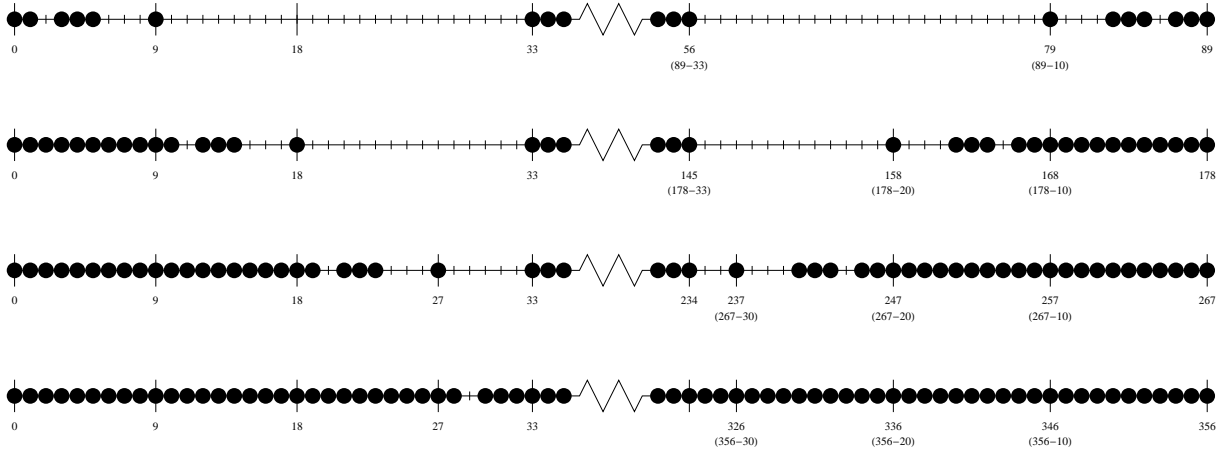 0 9 18 33 56 79 89
(89−33) (89−10)
0 9 18 33 145 158 168 178
(178−33) (178−20) (178−10)
0 9 18 27 33 234 237 247 257 267
(267−30) (267−20) (267−10)
0 9 18 27 33 326 336 346 356
(356−30) (356−20) (356−10)